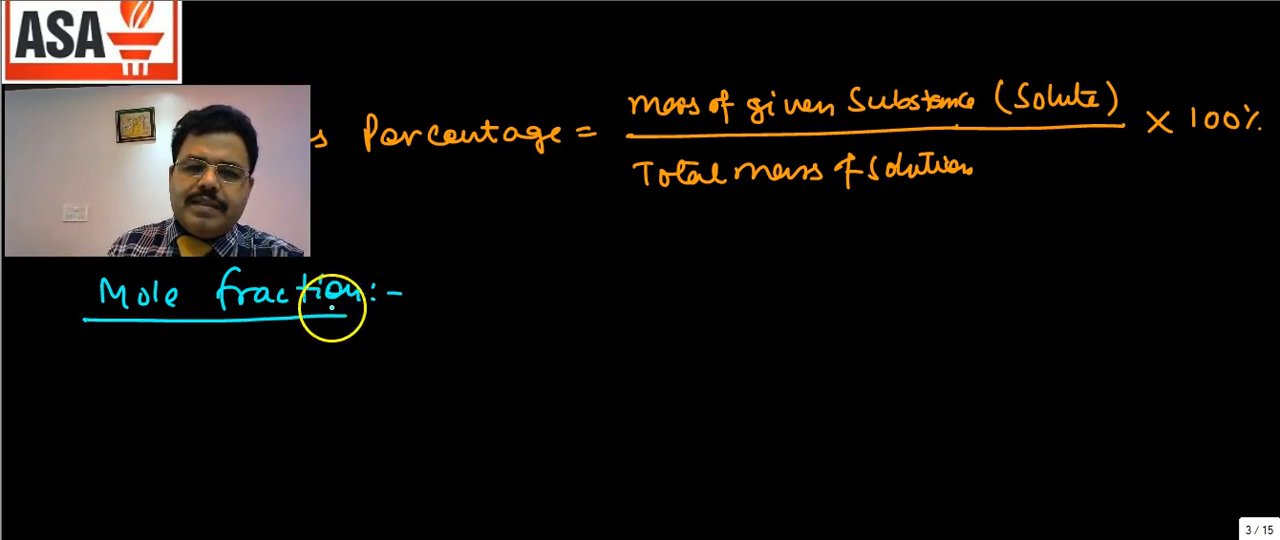 ASA
s Percentage = mass of given Substance (Solute) × 100%
Total mass of Solution
Mole fraction:-
3 / 15